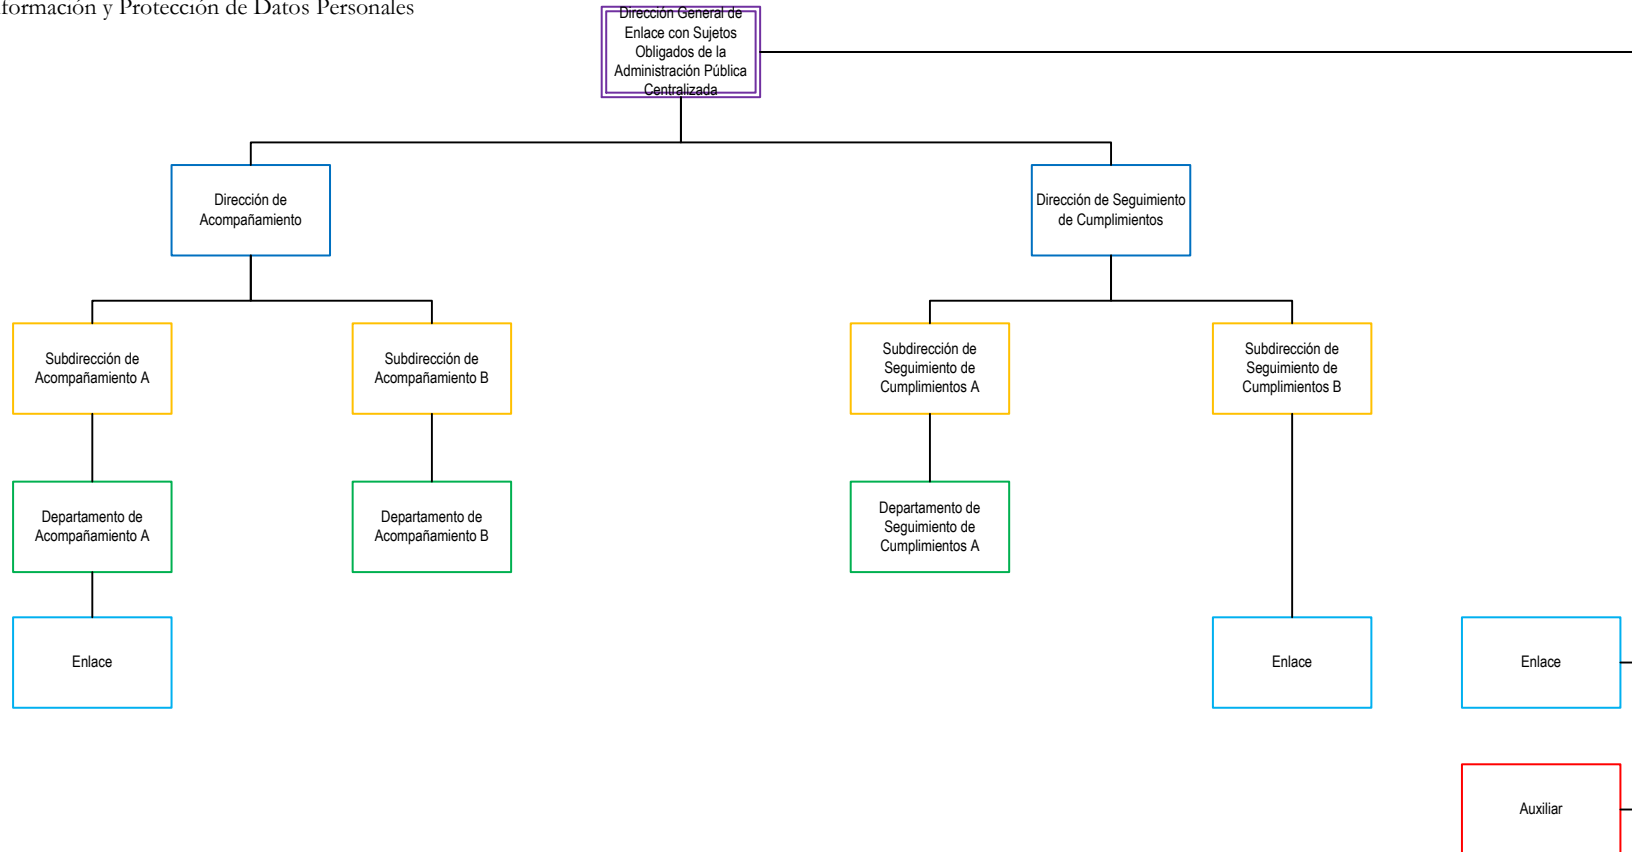 formación y Protección de Datos Personales
Dirección General de
Enlace con Sujetos
Obligados de la
Administración Pública
Centralizada
Dirección de
Acompañamiento
Dirección de Seguimiento
de Cumplimientos
Subdirección de
Acompañamiento A
Subdirección de
Acompañamiento B
Subdirección de
Seguimiento de
Cumplimientos A
Subdirección de
Seguimiento de
Cumplimientos B
Departamento de
Acompañamiento A
Departamento de
Acompañamiento B
Departamento de
Seguimiento de
Cumplimientos A
Enlace
Enlace
Enlace
Auxiliar